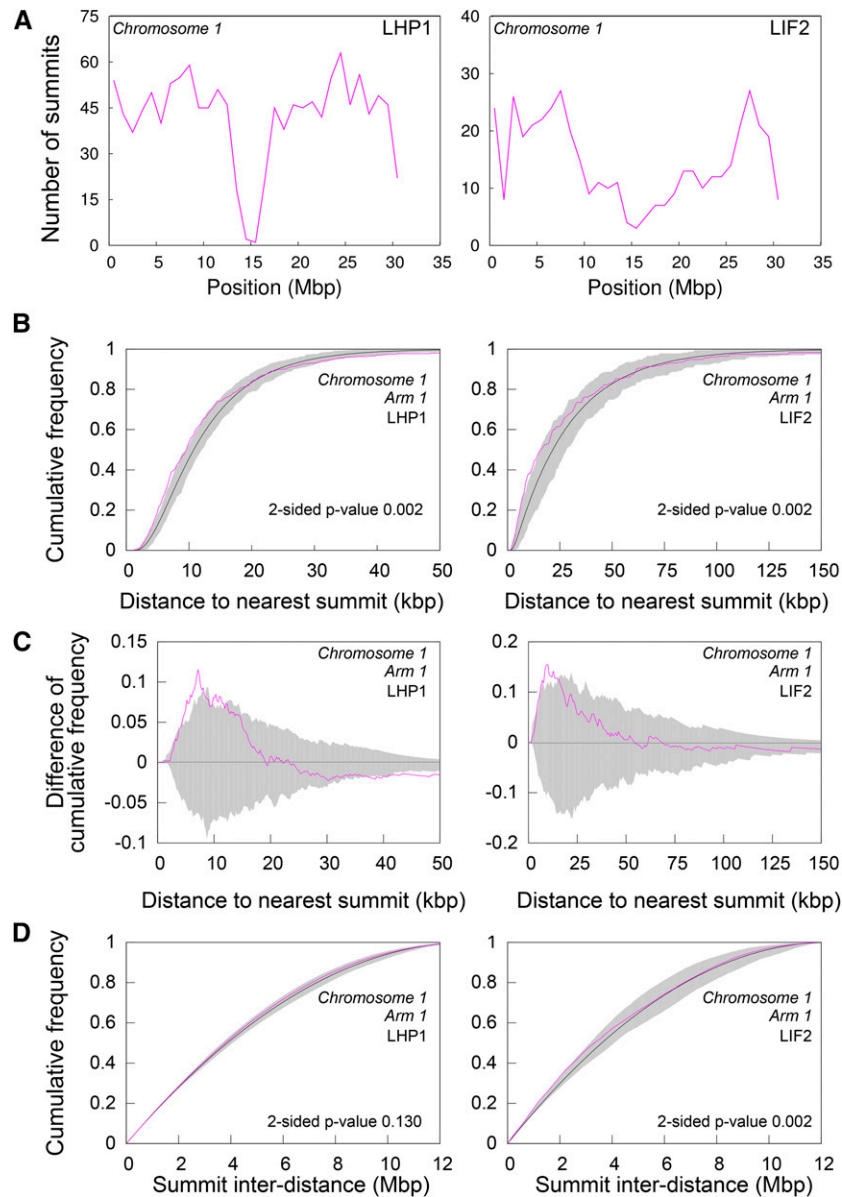 A
Chromosome 1
LHP1
Number of summits
75
60
45
30
15
0
0 5 10 15 20 25 30 35
Position (Mbp)
Chromosome 1
LIF2
40
30
20
10
0
0 5 10 15 20 25 30 35
Position (Mbp)
B
Cumulative frequency
1
0.8
0.6
0.4
0.2
0
Chromosome 1
Arm 1
LHP1
2-sided p-value 0.002
0 10 20 30 40 50
Distance to nearest summit (kbp)
1
0.8
0.6
0.4
0.2
0
Chromosome 1
Arm 1
LIF2
2-sided p-value 0.002
0 25 50 75 100 125 150
Distance to nearest summit (kbp)
C
Difference of
cumulative frequency
0.15
0.1
0.05
0
-0.05
-0.1
Chromosome 1
Arm 1
LHP1
0 10 20 30 40 50
Distance to nearest summit (kbp)
0.2
0.1
0
-0.1
-0.2
Chromosome 1
Arm 1
LIF2
0 25 50 75 100 125 150
Distance to nearest summit (kbp)
D
Cumulative frequency
1
0.8
0.6
0.4
0.2
0
Chromosome 1
Arm 1
LHP1
2-sided p-value 0.130
0 2 4 6 8 10 12
Summit inter-distance (Mbp)
1
0.8
0.6
0.4
0.2
0
Chromosome 1
Arm 1
LIF2
2-sided p-value 0.002
0 2 4 6 8 10 12
Summit inter-distance (Mbp)